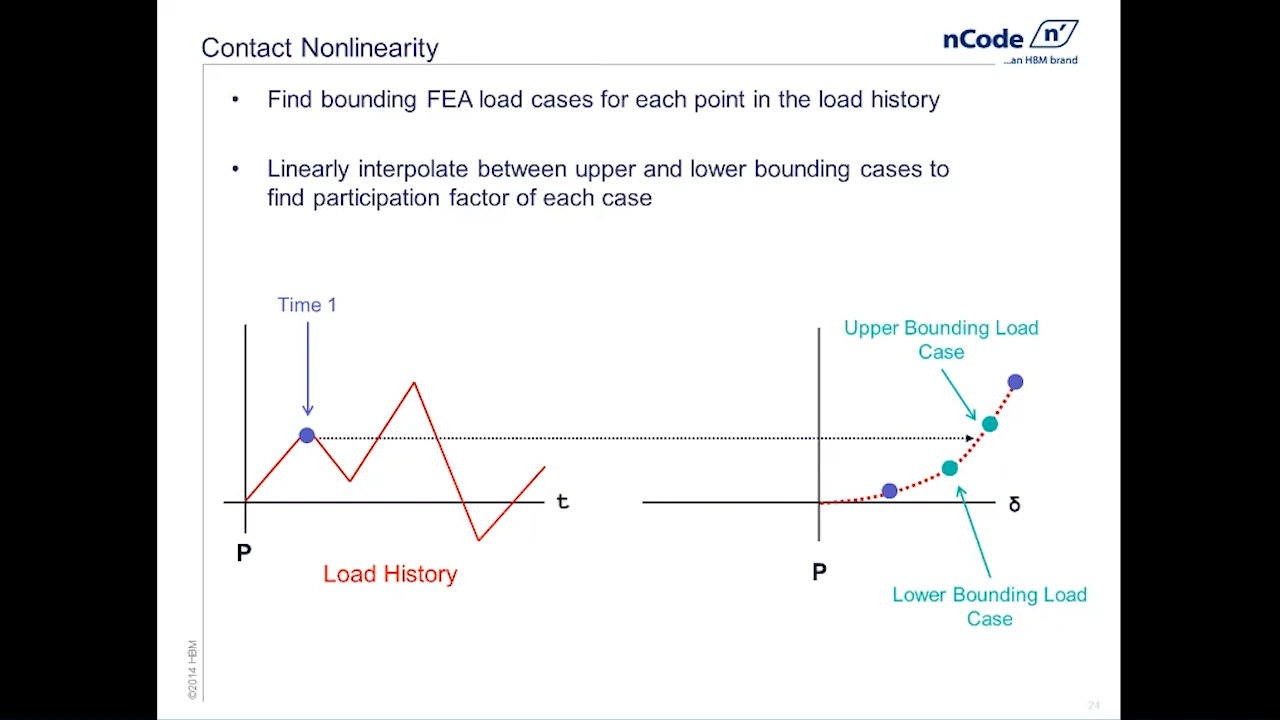 Contact Nonlinearity
nCode n'
...an HBM brand
• Find bounding FEA load cases for each point in the load history
• Linearly interpolate between upper and lower bounding cases to
find participation factor of each case
Time 1
Upper Bounding Load
Case
t
δ
P
P
Load History
Lower Bounding Load
Case
©2014 HBM
24